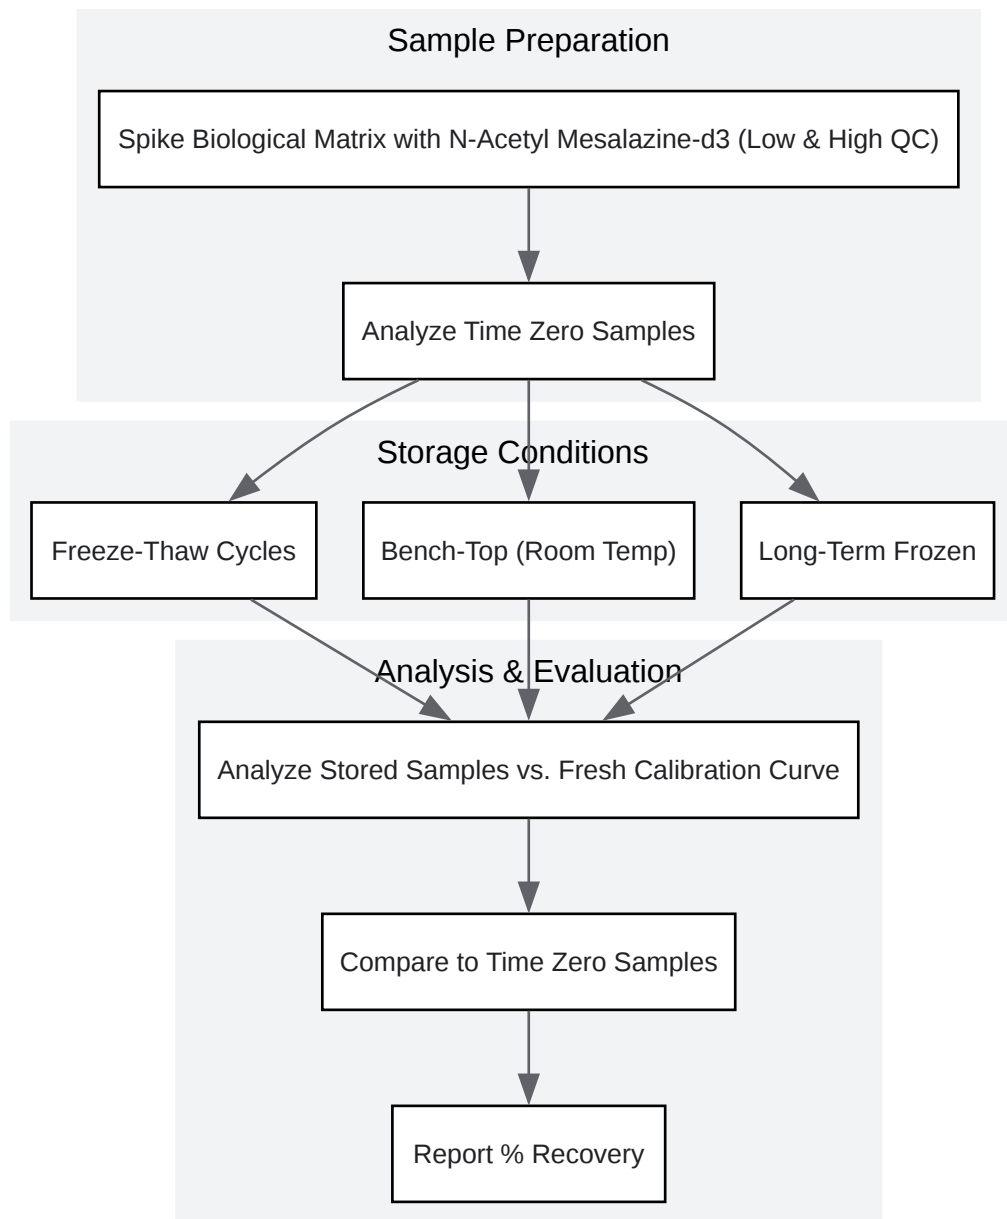 Sample Preparation
Spike Biological Matrix with N-Acetyl Mesalazine-d3 (Low & High QC)
Analyze Time Zero Samples
Storage Conditions
Freeze-Thaw Cycles
Bench-Top (Room Temp)
Long-Term Frozen
Analysis & Evaluation
Analyze Stored Samples vs. Fresh Calibration Curve
Compare to Time Zero Samples
Report % Recovery